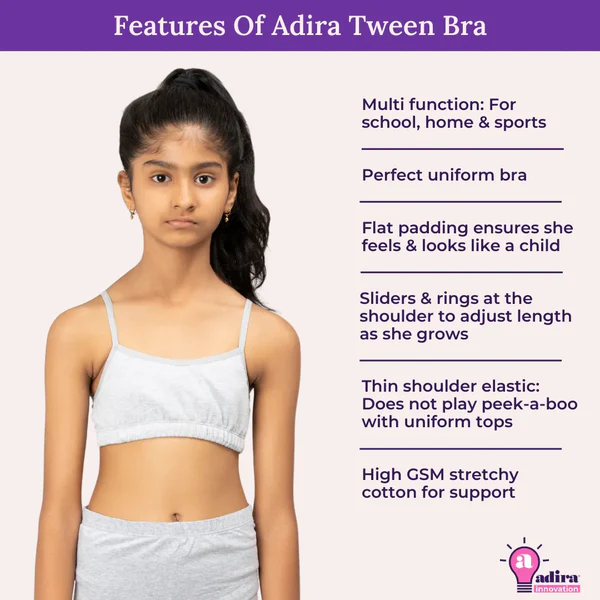 Features Of Adira Tween Bra
Multi function: For
school, home & sports
Perfect uniform bra
Flat padding ensures she
feels & looks like a child
Sliders & rings at the
shoulder to adjust length
as she grows
Thin shoulder elastic:
Does not play peek-a-boo
with uniform tops
High GSM stretchy
cotton for support
a
adira
innovation